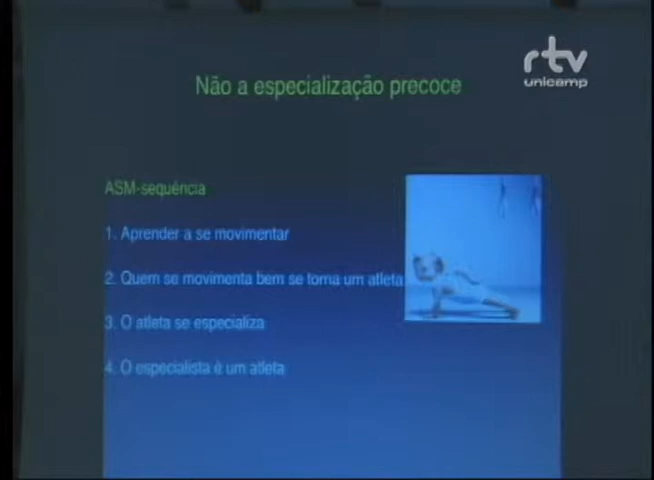 rtv
unicamp
Não a especialização precoce
ASM-sequência
1. Aprender a se movimentar
2. Quem se movimenta bem se torna um atleta
3. O atleta se especializa
4. O especialista è um atleta